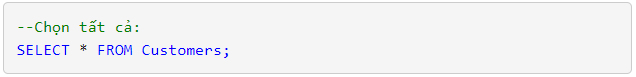 --Chọn tất cả:
SELECT * FROM Customers;